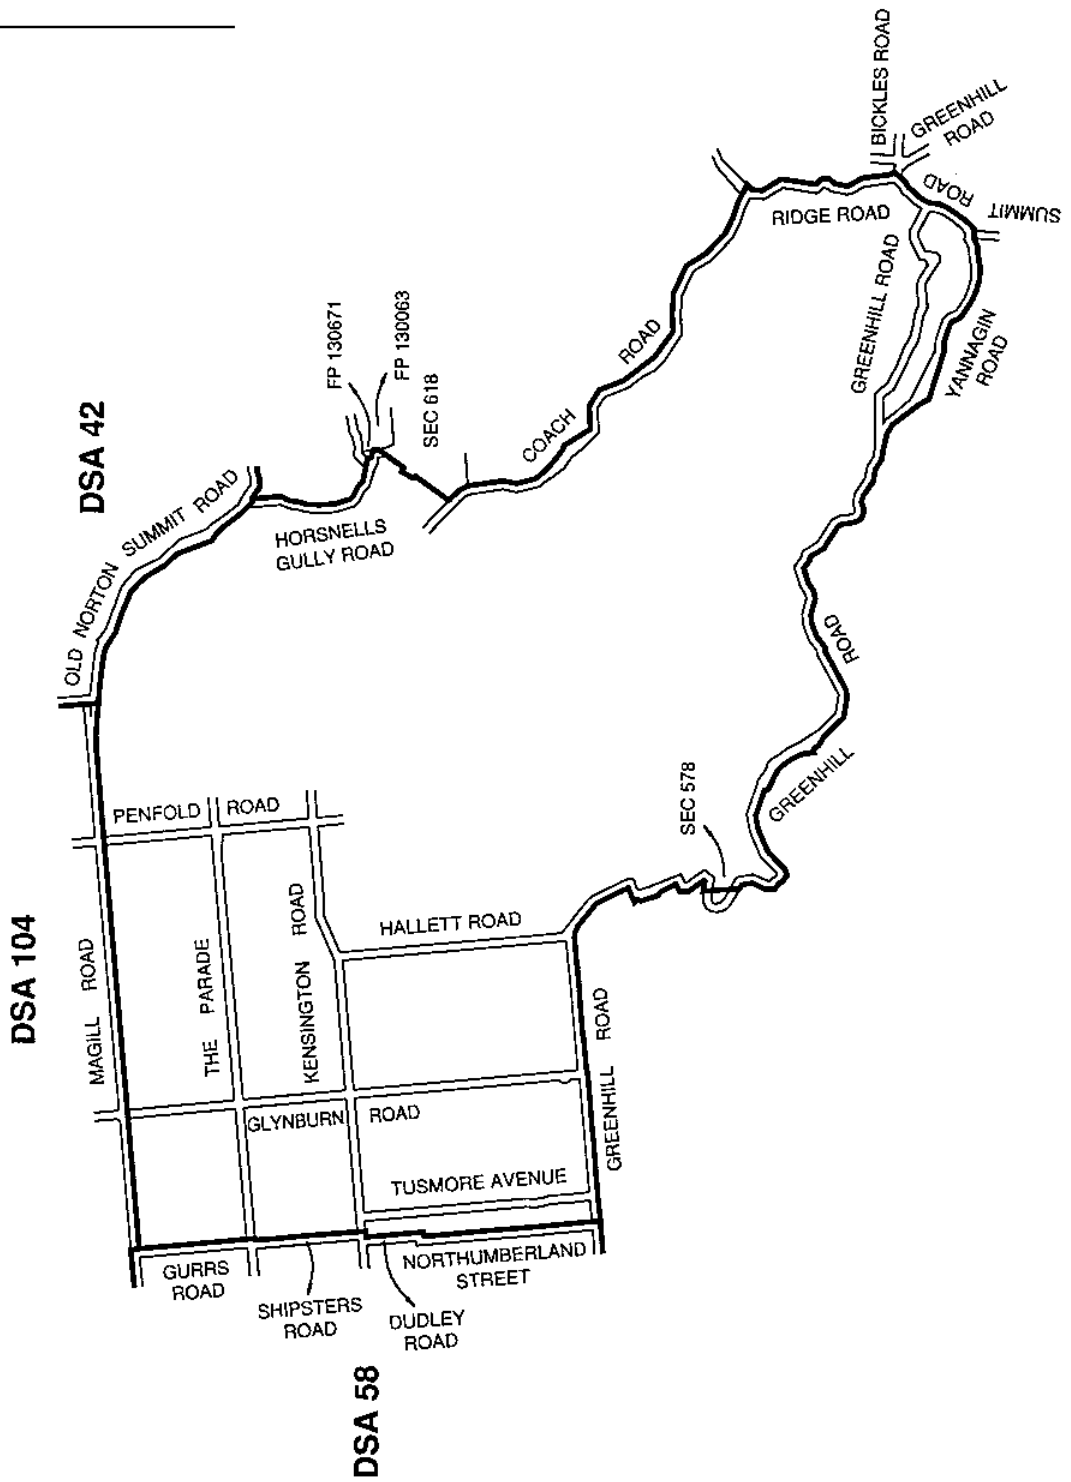 BICKLES ROAD
GREENHILL
ROAD
SUMMIT ROAD
RIDGE ROAD
GREENHILL ROAD
YANNAGIN
ROAD
FP 130671
FP 130063
SEC 618
COACH ROAD
DSA 42
OLD NORTON SUMMIT ROAD
HORSNELLS
GULLY ROAD
GREENHILL ROAD
SEC 578
PENFOLD ROAD
DSA 104
MAGILL ROAD
THE PARADE
KENSINGTON ROAD
HALLETT ROAD
GREENHILL ROAD
GLYNBURN ROAD
TUSMORE AVENUE
GURRS
ROAD
SHIPSTERS
ROAD
DUDLEY
ROAD
NORTHUMBERLAND
STREET
DSA 58